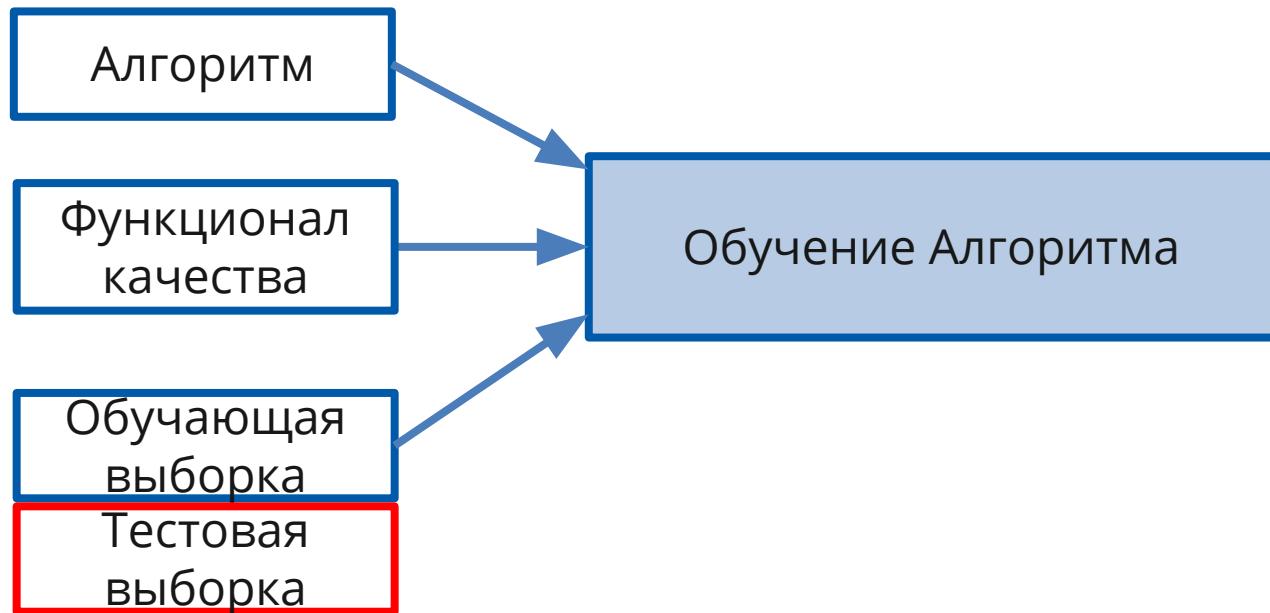 Алгоритм
Функционал
качества
Обучение Алгоритма
Обучающая
выборка
Тестовая
выборка